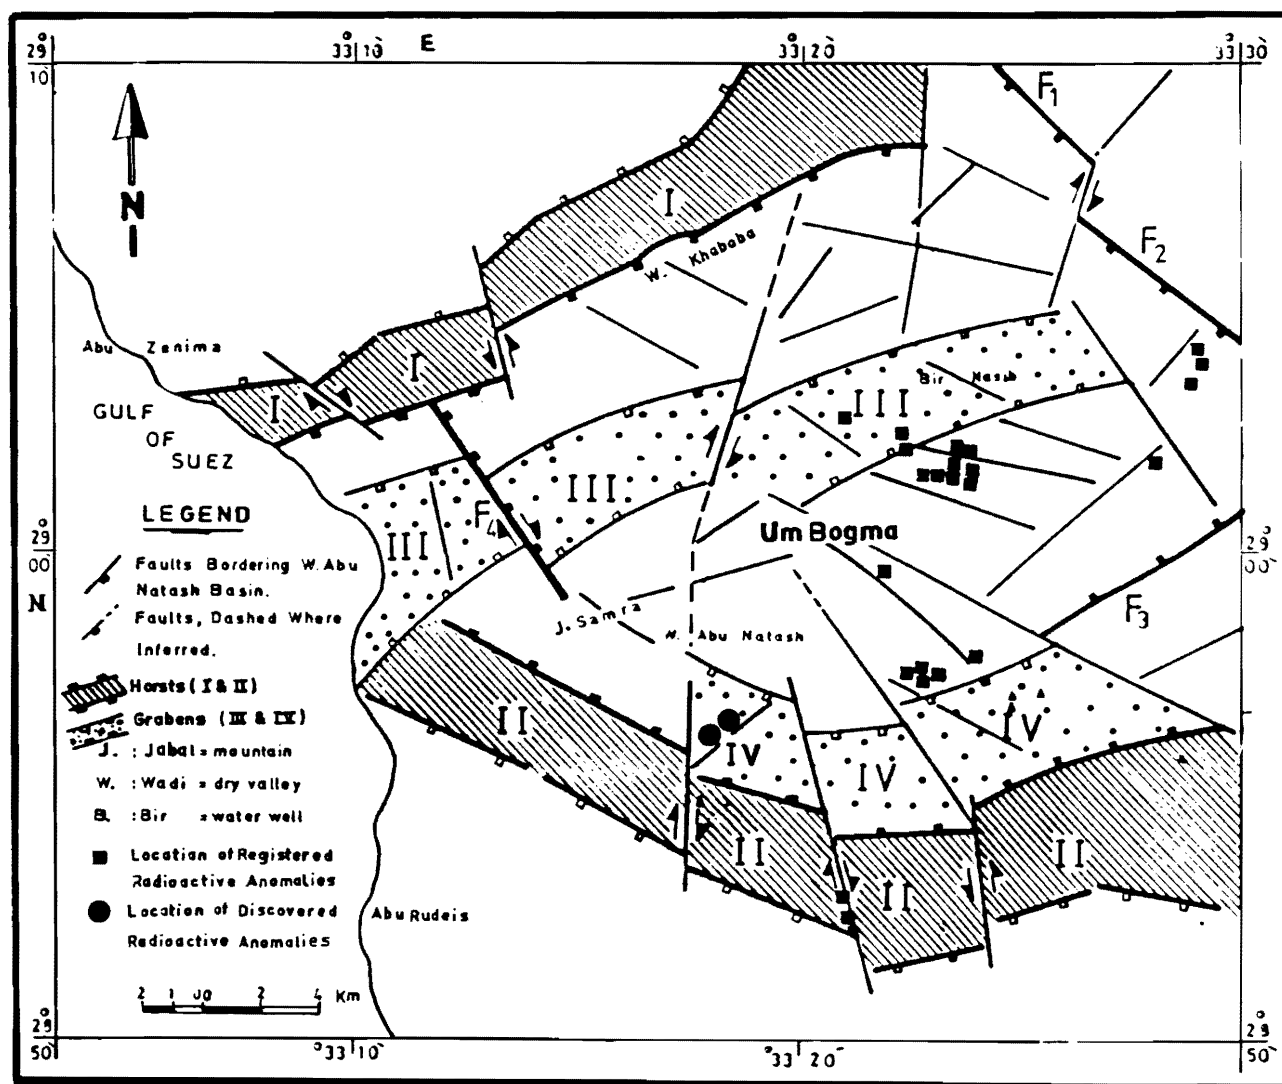 29° 33° 10` E 33° 20` 33° 30`
10`
N
F1
I
F2
W. Khababa
Abu Zenima
I
Bir Nasib
I
III
GULF
OF
SUEZ
III
LEGEND
F4
Um Bogma
III
29°
00`
29°
00`
Faults Bordering W. Abu
Natash Basin.
N
Faults, Dashed Where
Inferred.
J. Samra
F3
W. Abu Natash
Horsts (I & II)
II
Grabens (III & IV)
IV
IV
J. : Jabal = mountain
IV
W. : Wadi = dry valley
B. : Bir = water well
II
II
II
Location of Registered
Radioactive Anomalies
Location of Discovered
Radioactive Anomalies
Abu Rudeis
2 1 0 2 4 Km
29°
50`
°33 10`
°33 20`
29°
50`